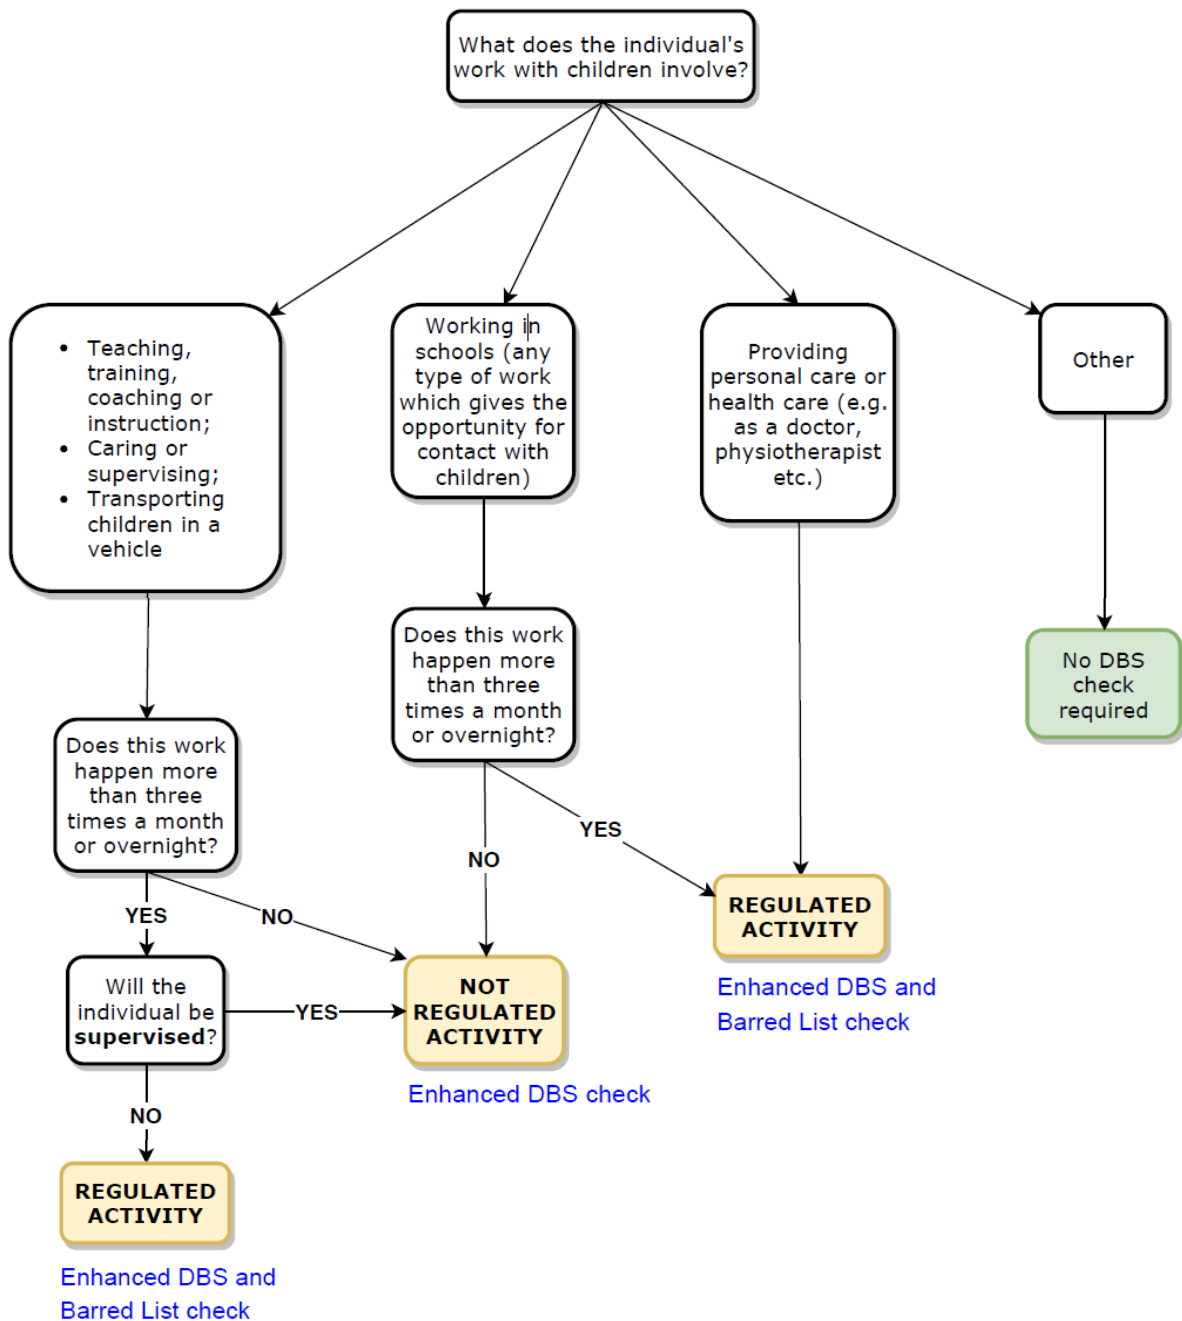 What does the individual's
work with children involve?
• Teaching,
training,
coaching or
instruction;
• Caring or
supervising;
• Transporting
children in a
vehicle
Working in
schools (any
type of work
which gives the
opportunity for
contact with
children)
Providing
personal care or
health care (e.g.
as a doctor,
physiotherapist
etc.)
Other
Does this work
happen more
than three
times a month
or overnight?
No DBS
check
required
Does this work
happen more
than three
times a month
or overnight?
YES
NO
YES
NO
REGULATED
ACTIVITY
Enhanced DBS and
Barred List check
Will the
individual be
supervised?
YES
NOT
REGULATED
ACTIVITY
Enhanced DBS check
NO
REGULATED
ACTIVITY
Enhanced DBS and
Barred List check